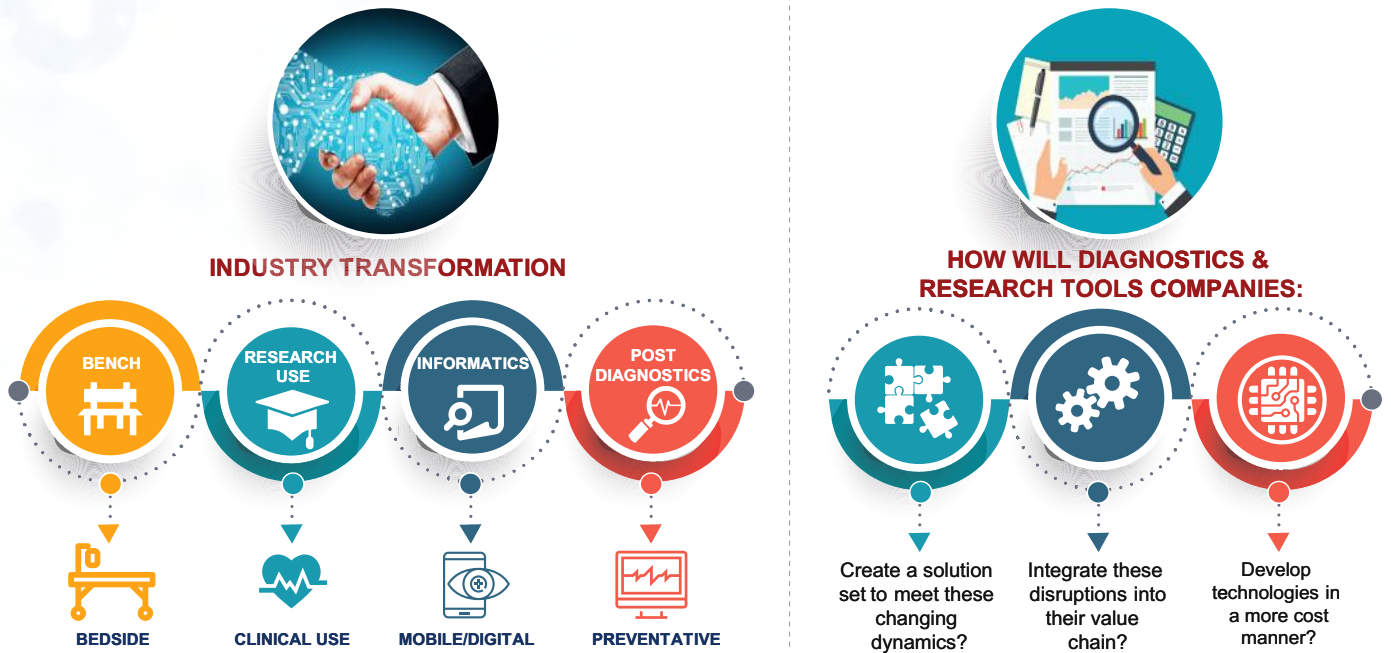 INDUSTRY TRANSFORMATION
BENCH
RESEARCH
USE
INFORMATICS
POST
DIAGNOSTICS
BEDSIDE
CLINICAL USE
MOBILE/DIGITAL
PREVENTATIVE
HOW WILL DIAGNOSTICS &
RESEARCH TOOLS COMPANIES:
Create a solution
set to meet these
changing
dynamics?
Integrate these
disruptions into
their value
chain?
Develop
technologies in
a more cost
manner?